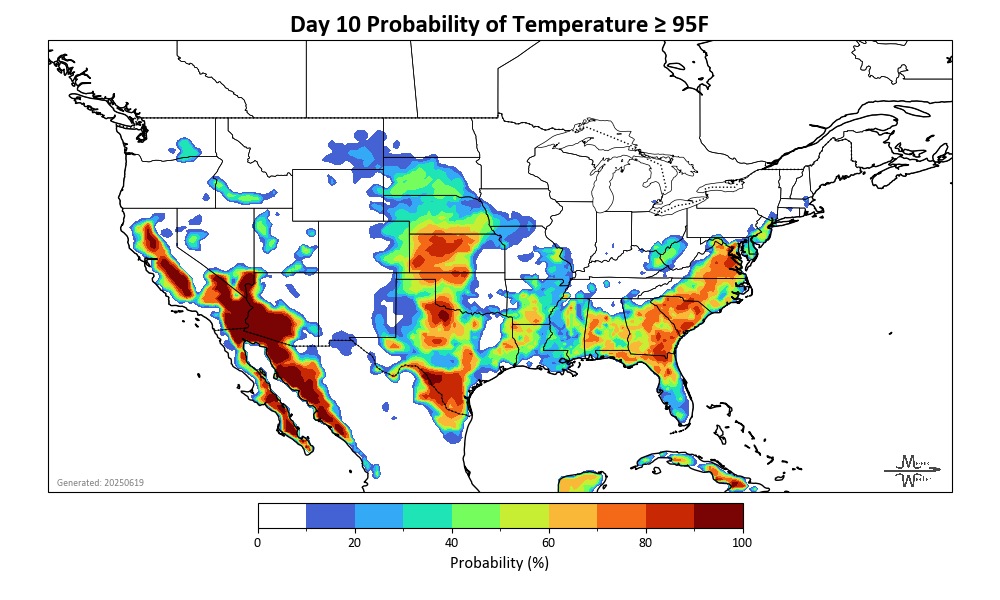 Day 10 Probability of Temperature ≥ 95F
Generated: 20250619
0 20 40 60 80 100
Probability (%)